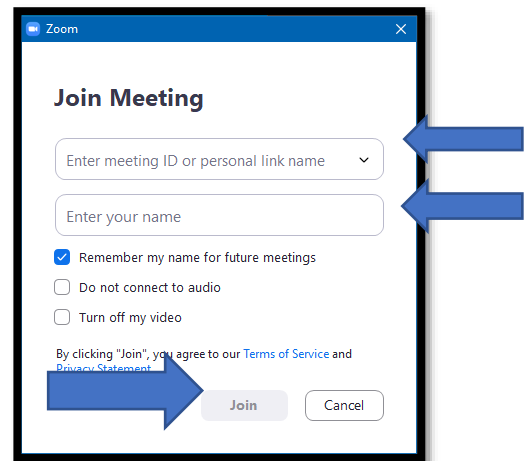 Zoom
Join Meeting
Enter meeting ID or personal link name
Enter your name
Remember my name for future meetings
Do not connect to audio
Turn off my video
By clicking "Join", you agree to our Terms of Service and
Privacy Statement
Join
Cancel